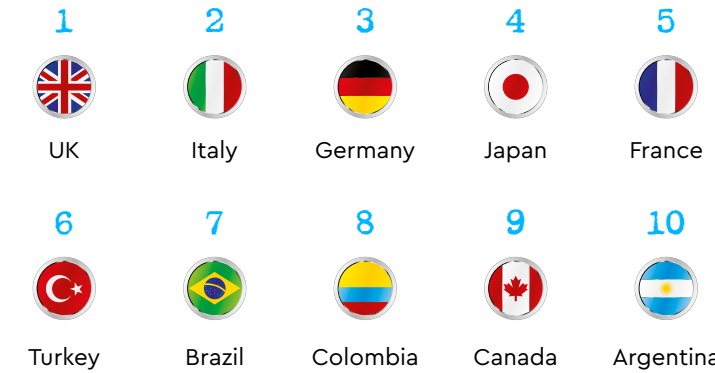 1 2 3 4 5
UK Italy Germany Japan France
6 7 8 9 10
Turkey Brazil Colombia Canada Argentina